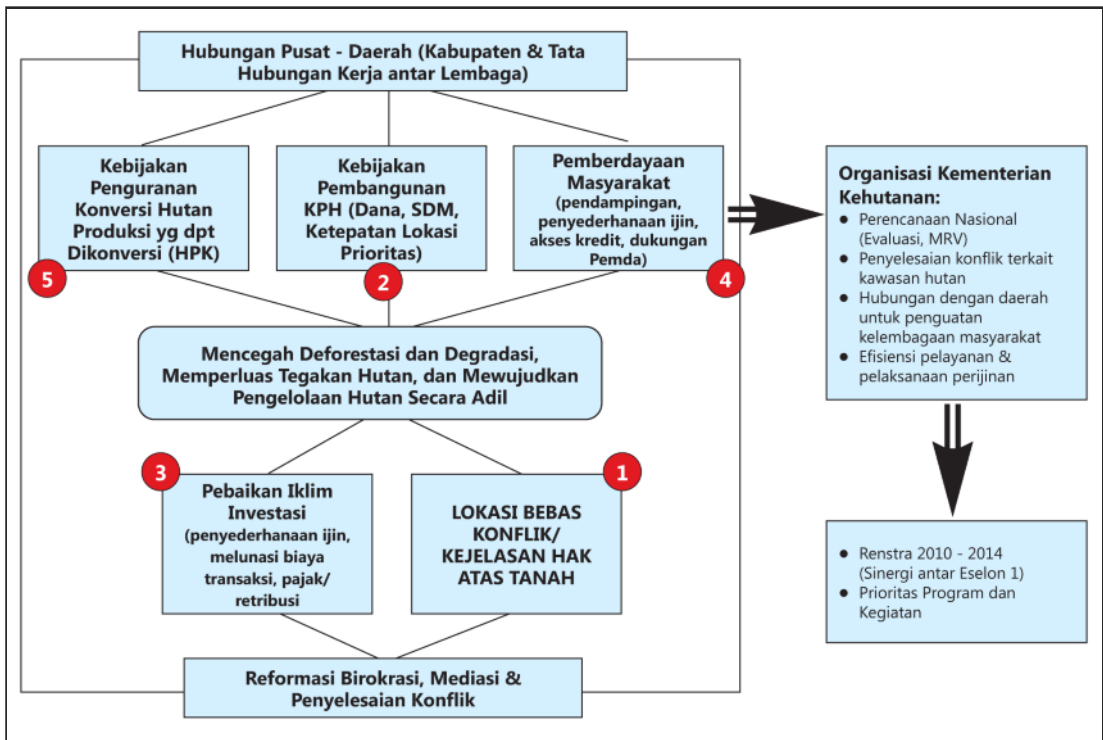 Hubungan Pusat - Daerah (Kabupaten & Tata
Hubungan Kerja antar Lembaga)
Kebijakan
Penguranan
Konversi Hutan
Produksi yg dpt
Dikonversi (HPK)
5
Kebijakan
Pembangunan
KPH (Dana, SDM,
Ketepatan Lokasi
Prioritas)
2
Pemberdayaan
Masyarakat
(pendampingan,
penyederhanaan ijin,
akses kredit, dukungan
Pemda)
4
Mencegah Deforestasi dan Degradasi,
Memperluas Tegakan Hutan, dan Mewujudkan
Pengelolaan Hutan Secara Adil
3
Pebaikan Iklim
Investasi
(penyederhanaan ijin,
melunasi biaya
transaksi, pajak/
retribusi
1
LOKASI BEBAS
KONFLIK/
KEJELASAN HAK
ATAS TANAH
Reformasi Birokrasi, Mediasi &
Penyelesaian Konflik
Organisasi Kementerian
Kehutanan:
● Perencanaan Nasional
(Evaluasi, MRV)
● Penyelesaian konflik terkait
kawasan hutan
● Hubungan dengan daerah
untuk penguatan
kelembagaan masyarakat
● Efisiensi pelayanan &
pelaksanaan perijinan
● Renstra 2010 - 2014
(Sinergi antar Eselon 1)
● Prioritas Program dan
Kegiatan